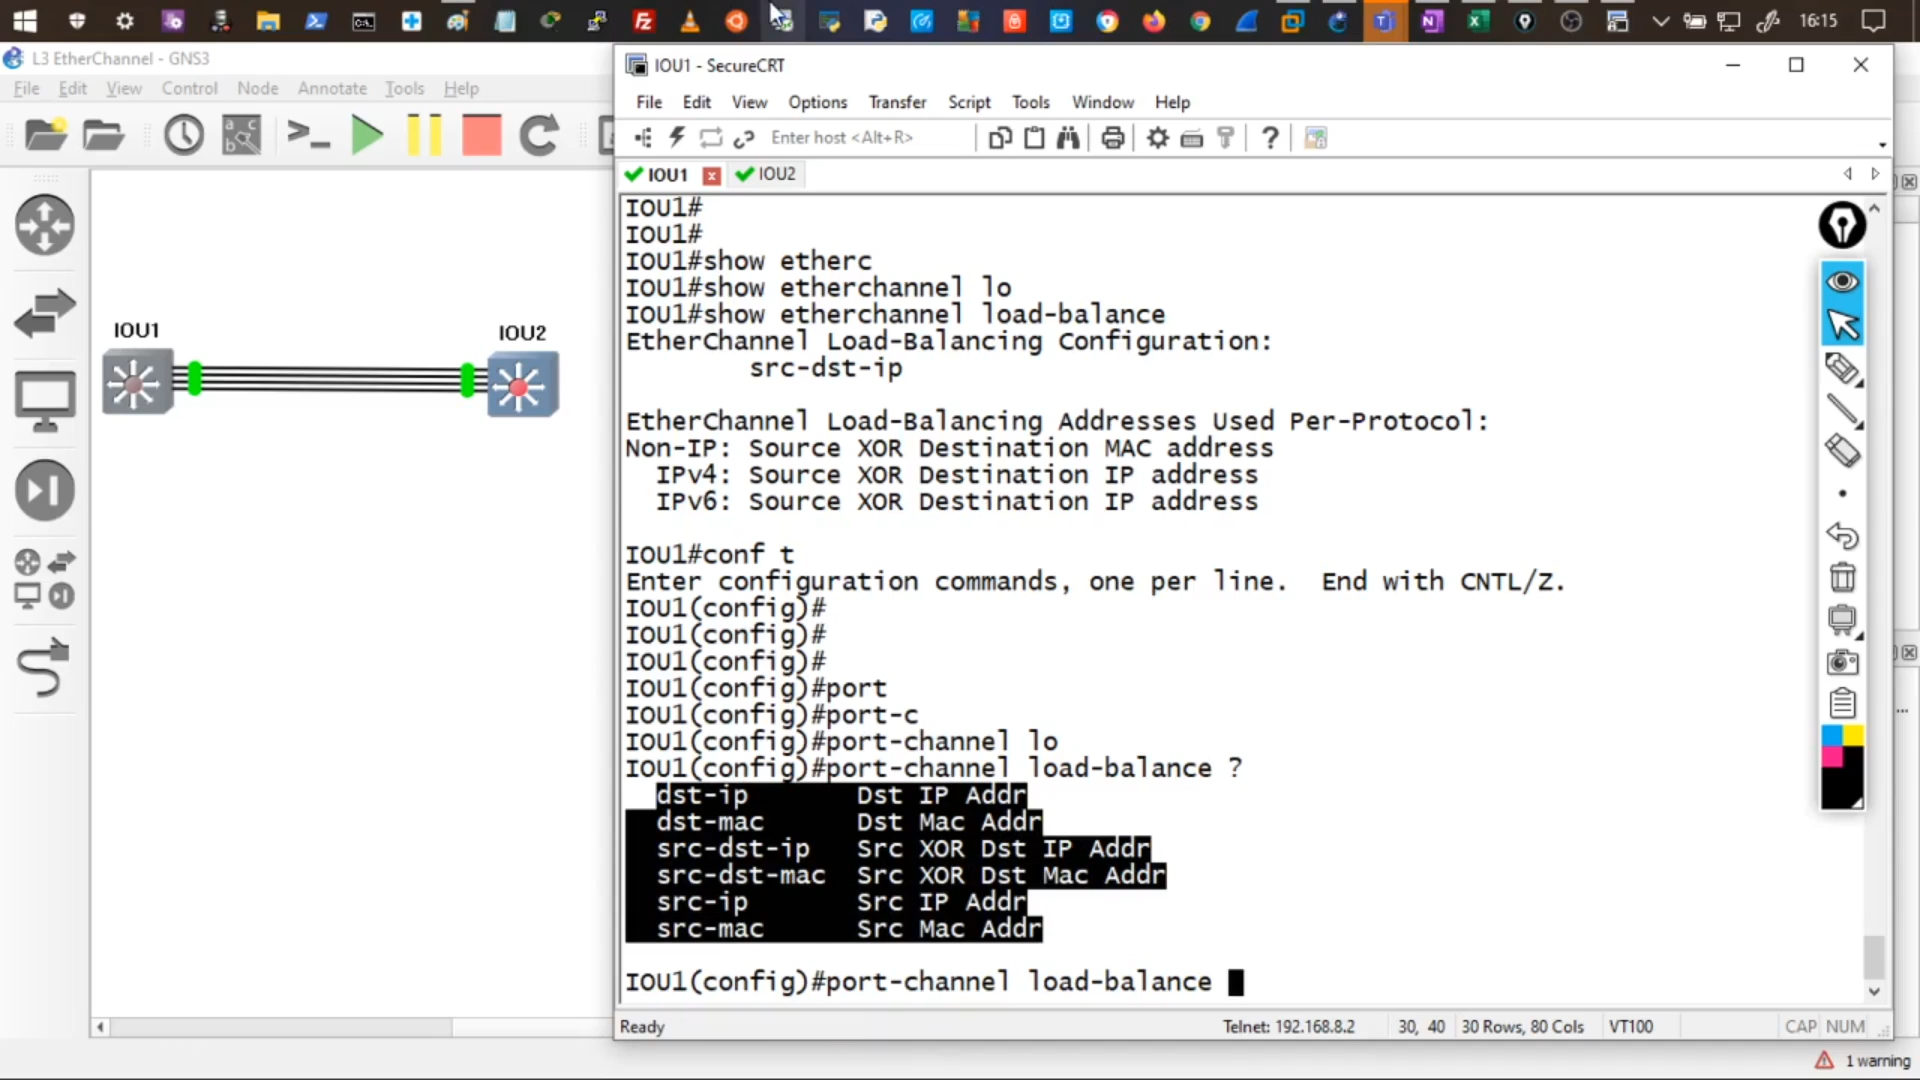 16:15
L3 EtherChannel - GNS3
File Edit View Control Node Annotate Tools Help
IOU1 - SecureCRT
File Edit View Options Transfer Script Tools Window Help
Enter host <Alt+R>
IOU1 IOU2
IOU1#
IOU1#
IOU1#show etherc
IOU1#show etherchannel lo
IOU1#show etherchannel load-balance
EtherChannel Load-Balancing Configuration:
src-dst-ip
EtherChannel Load-Balancing Addresses Used Per-Protocol:
Non-IP: Source XOR Destination MAC address
IPv4: Source XOR Destination IP address
IPv6: Source XOR Destination IP address
IOU1#conf t
Enter configuration commands, one per line. End with CNTL/Z.
IOU1(config)#
IOU1(config)#
IOU1(config)#
IOU1(config)#port
IOU1(config)#port-c
IOU1(config)#port-channel lo
IOU1(config)#port-channel load-balance ?
dst-ip Dst IP Addr
dst-mac Dst Mac Addr
src-dst-ip Src XOR Dst IP Addr
src-dst-mac Src XOR Dst Mac Addr
src-ip Src IP Addr
src-mac Src Mac Addr
IOU1(config)#port-channel load-balance
IOU1
IOU2
Ready
Telnet: 192.168.8.2 30, 40 30 Rows, 80 Cols VT100 CAP NUM
1 warning